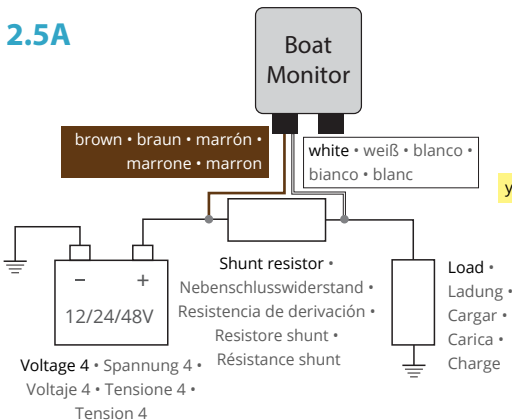 2.5A
Boat
Monitor
brown • braun • marrón •
marrone • marron
white • weiß • blanco •
bianco • blanc
y
− +
12/24/48V
Shunt resistor •
Nebenschlusswiderstand •
Resistencia de derivación •
Resistore shunt •
Résistance shunt
Load •
Ladung •
Cargar •
Carica •
Charge
Voltage 4 • Spannung 4 •
Voltaje 4 • Tensione 4 •
Tension 4